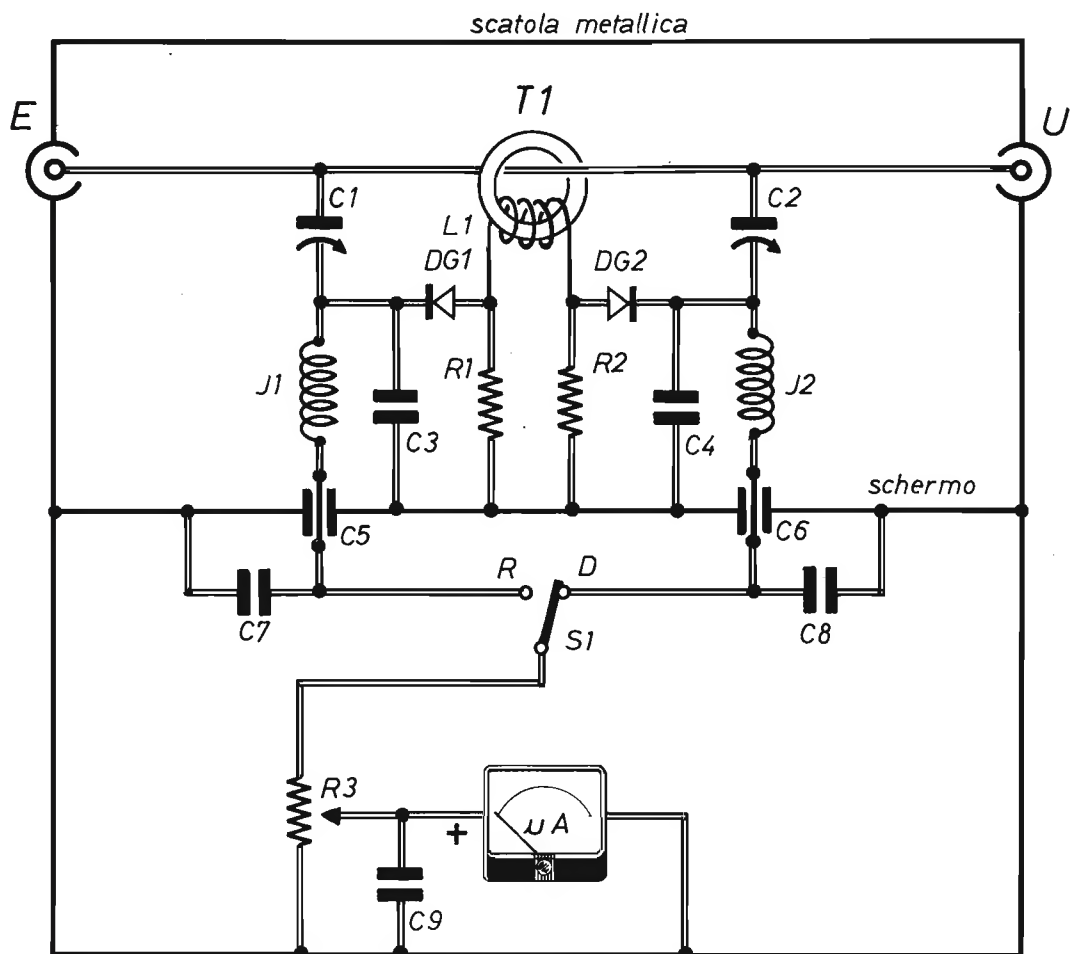 scatola metallica
T1
E
U
C1
C2
L1
DG1
DG2
J1
R1
R2
J2
C3
C4
schermo
C5
C6
R
D
C7
S1
C8
R3
+
µA
C9